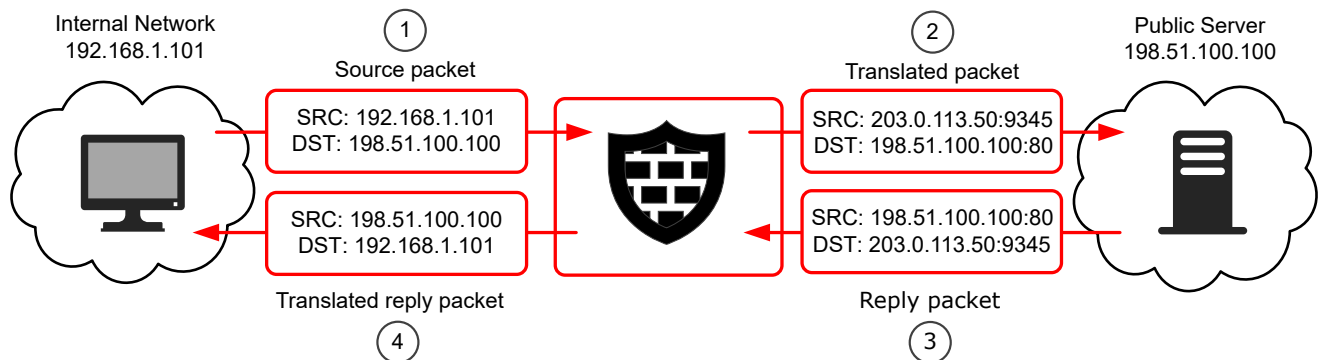 Internal Network
192.168.1.101
1
Source packet
SRC: 192.168.1.101
DST: 198.51.100.100
2
Translated packet
SRC: 203.0.113.50:9345
DST: 198.51.100.100:80
Public Server
198.51.100.100
SRC: 198.51.100.100
DST: 192.168.1.101
Translated reply packet
4
SRC: 198.51.100.100:80
DST: 203.0.113.50:9345
Reply packet
3